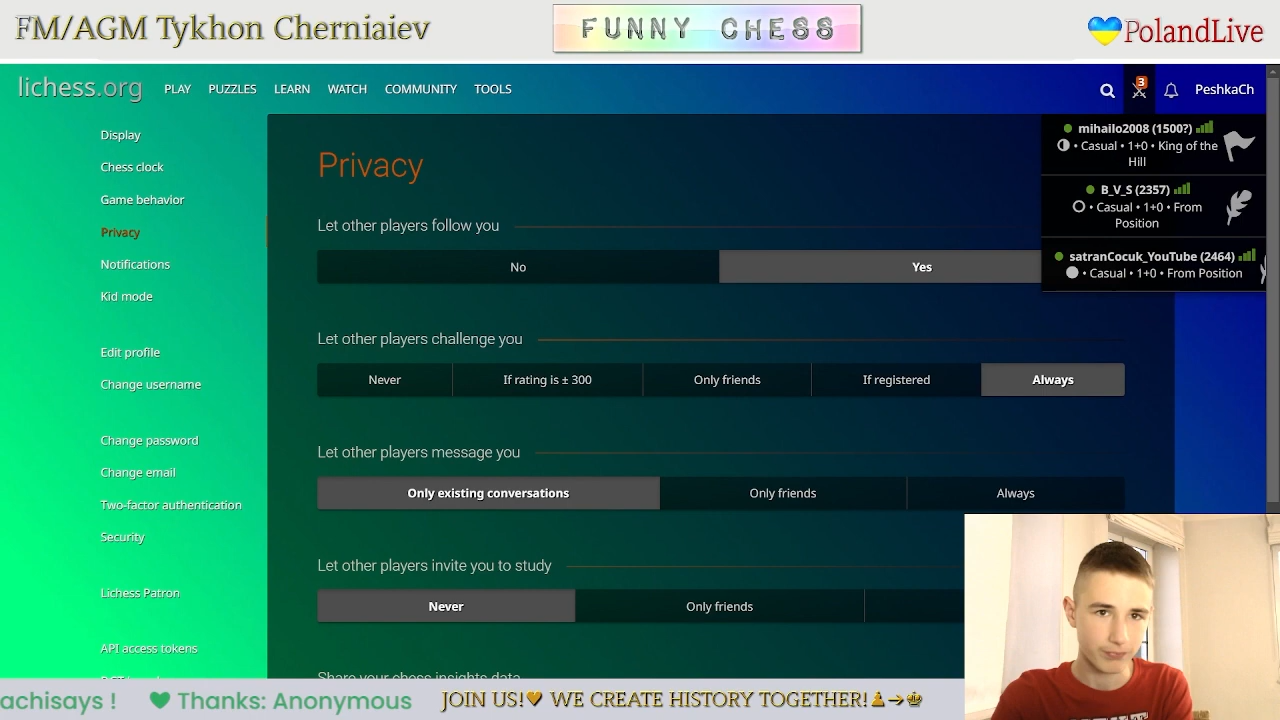 FM/AGM Tykhon Cherniaiev
FUNNY CHESS
PolandLive
lichess.org PLAY PUZZLES LEARN WATCH COMMUNITY TOOLS
3
PeshkaCh
Display
Chess clock
Game behavior
Privacy
Notifications
Kid mode
Edit profile
Change username
Change password
Change email
Two-factor authentication
Security
Lichess Patron
API access tokens
Privacy
Let other players follow you
No Yes
Let other players challenge you
Never If rating is ± 300 Only friends If registered Always
Let other players message you
Only existing conversations Only friends Always
Let other players invite you to study
Never Only friends
Share your chess insights data
mihailo2008 (1500?)
• Casual • 1+0 • King of the
Hill
B_V_S (2357)
• Casual • 1+0 • From
Position
satranCocuk_YouTube (2464)
• Casual • 1+0 • From Position
achisays ! Thanks: Anonymous
JOIN US!🧡 WE CREATE HISTORY TOGETHER!♟→♚